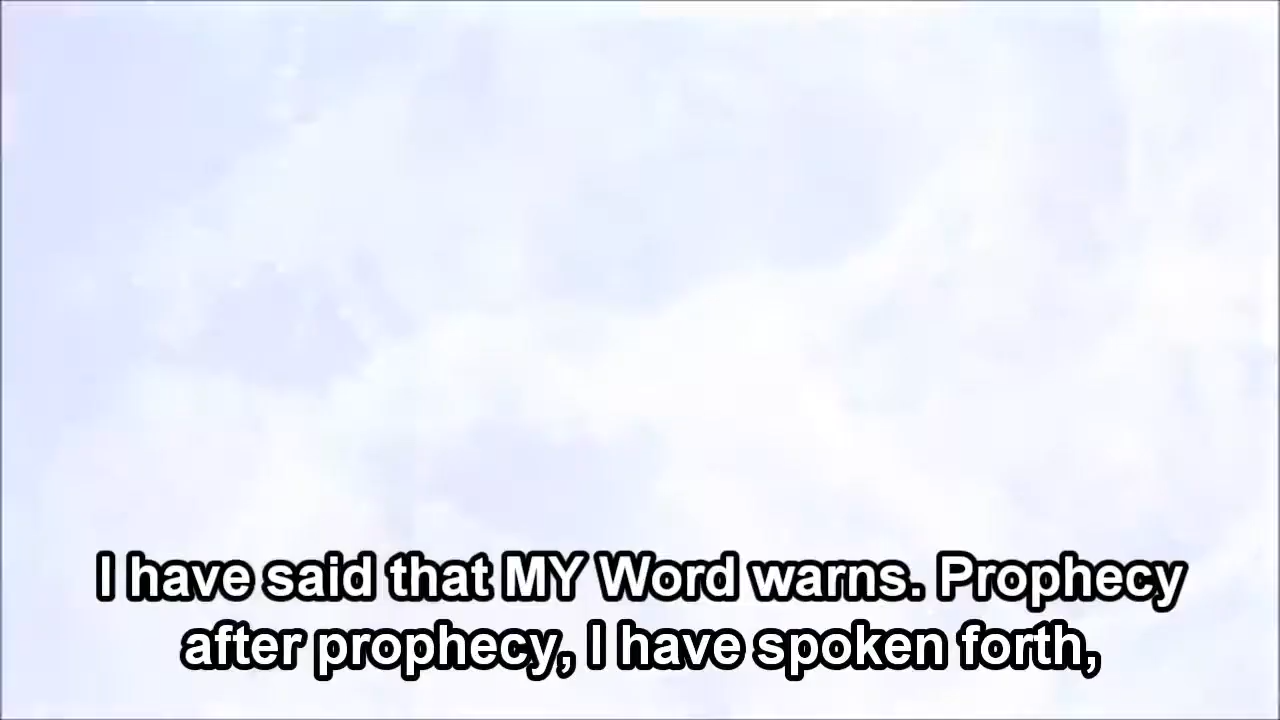 I have said that MY Word warns. Prophecy
after prophecy, I have spoken forth,